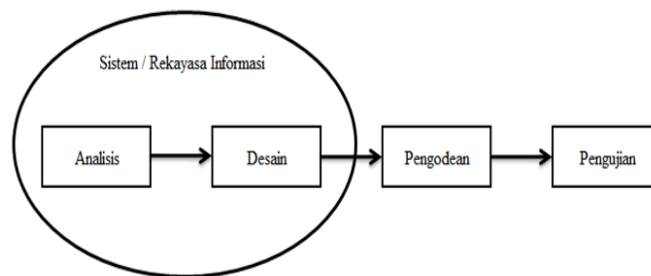 Sistem / Rekayasa Informasi
Analisis
Desain
Pengodean
Pengujian